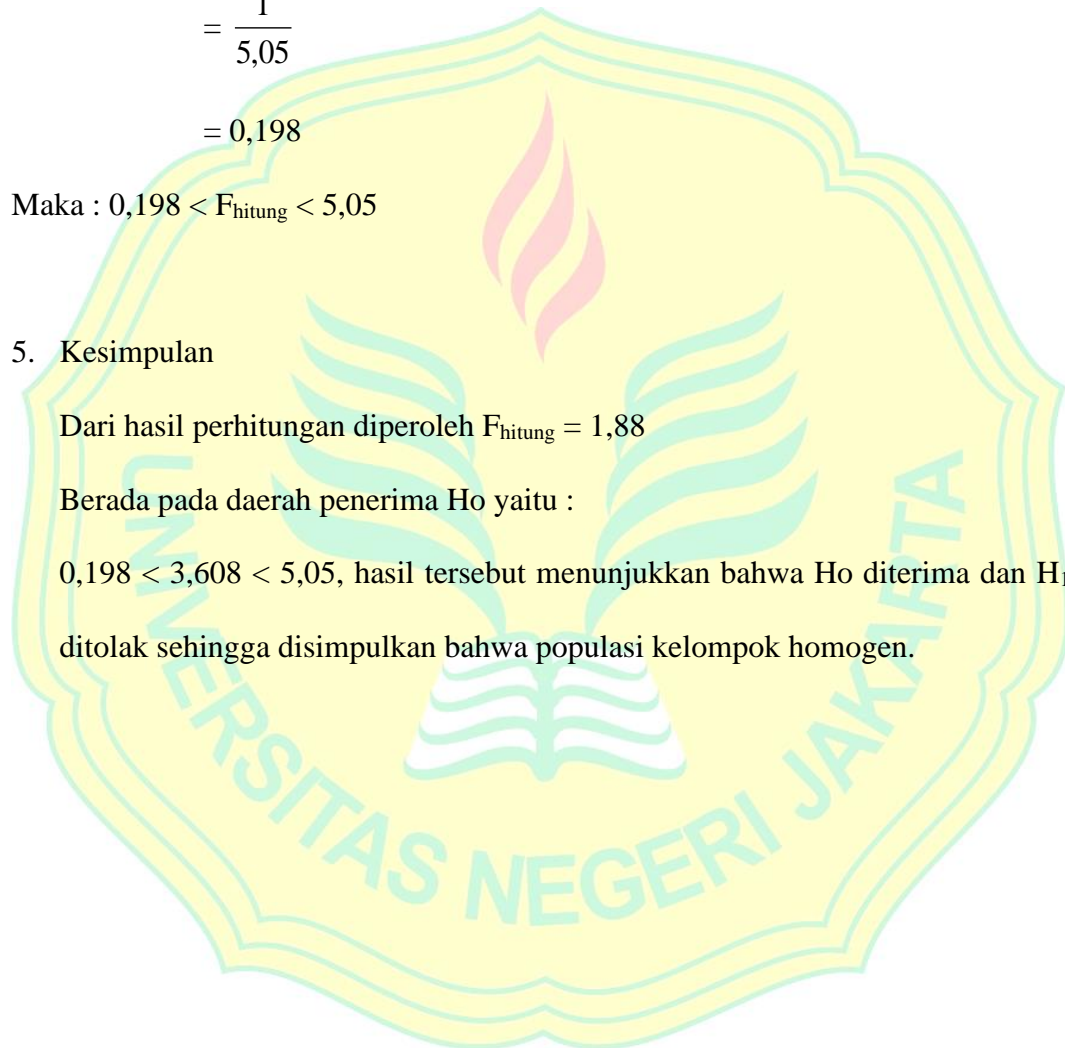 1
= 5,05
= 0,198
Maka : 0,198 < Fhitung < 5,05
5. Kesimpulan
Dari hasil perhitungan diperoleh Fhitung = 1,88
Berada pada daerah penerima Ho yaitu :
0,198 < 3,608 < 5,05, hasil tersebut menunjukkan bahwa Ho diterima dan H1
ditolak sehingga disimpulkan bahwa populasi kelompok homogen.
UNIVERSITAS NEGERI JAKARTA